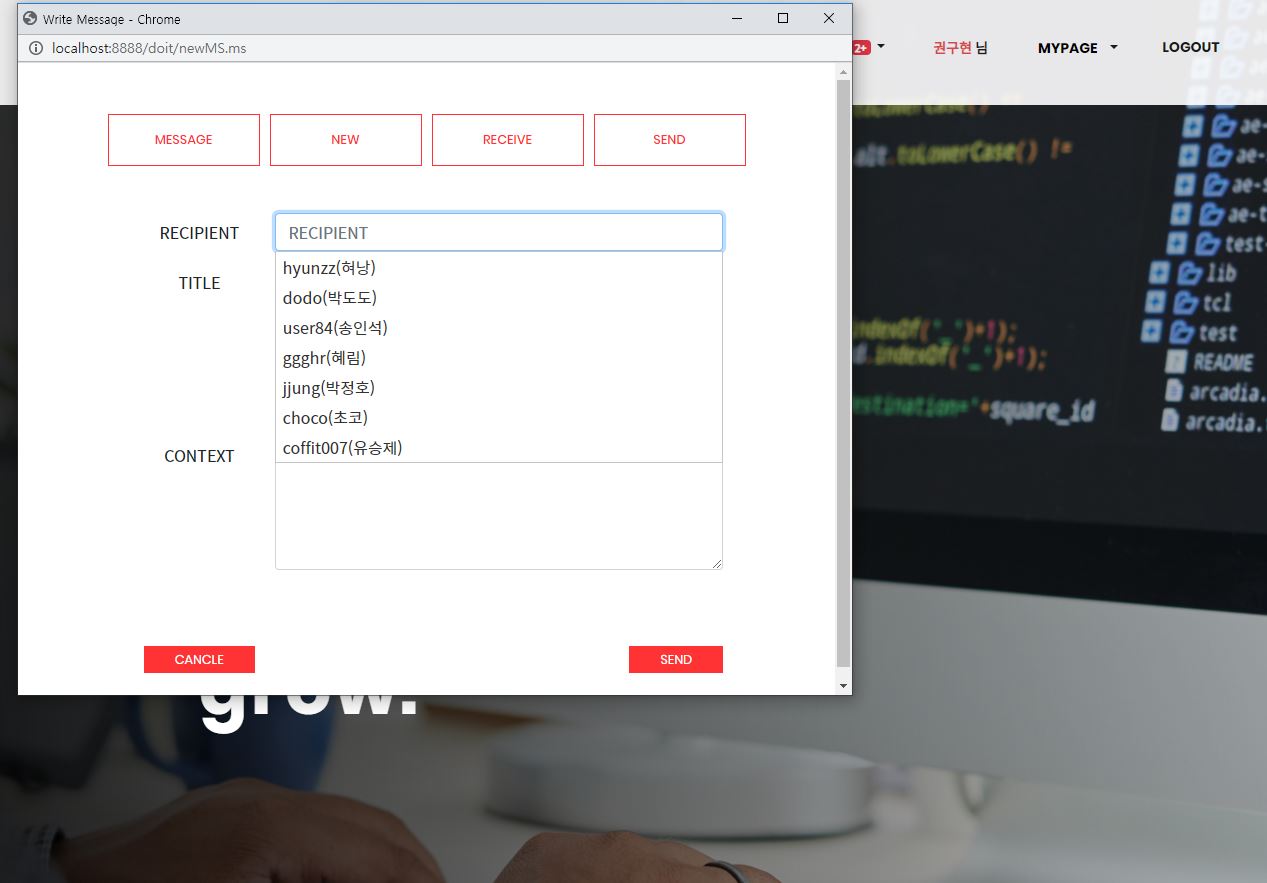 Write Message - Chrome
localhost:8888/doit/newMS.ms
2+
권구현 님
MYPAGE
LOGOUT
MESSAGE
NEW
RECEIVE
SEND
RECIPIENT
RECIPIENT
hyunzz(혀낭)
TITLE
dodo(박도도)
user84(송인석)
ggghr(혜림)
jjung(박정호)
choco(초코)
coffit007(유승제)
CONTEXT
CANCLE
SEND
grow.
alt.toLowerCase() !=
indexOf("_")+1);
.indexOf("_")+1);
"+square_id
ae-
ae-
ae-s
ae-t
test-
lib
tcl
test
README
arcadia.
arcadia.